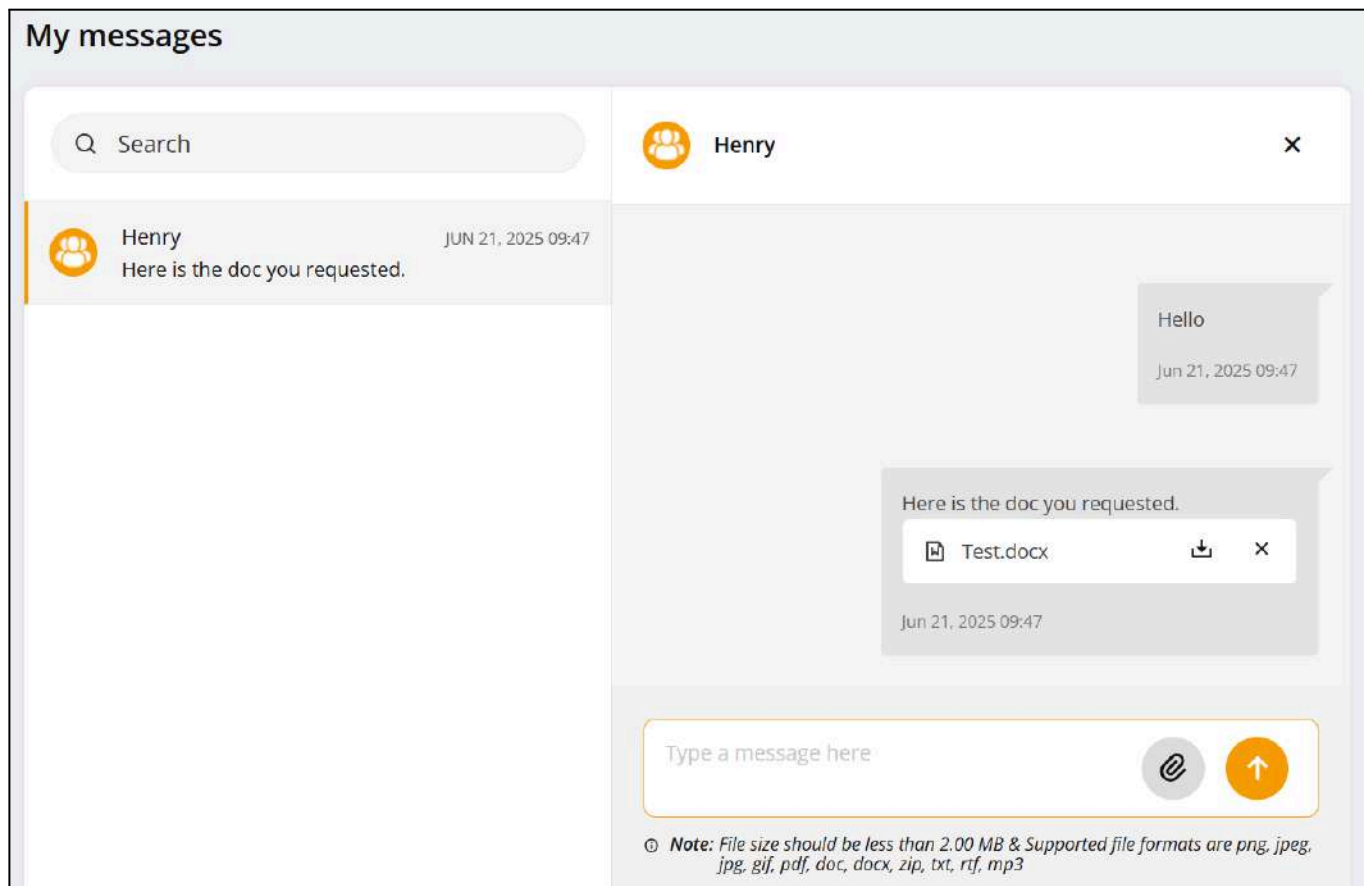 My messages
Search
Henry
JUN 21, 2025 09:47
Here is the doc you requested.
Henry
Hello
Jun 21, 2025 09:47
Here is the doc you requested.
Test.docx
Jun 21, 2025 09:47
Type a message here
Note: File size should be less than 2.00 MB & Supported file formats are png, jpeg,
jpg, gif, pdf, doc, docx, zip, txt, rtf, mp3